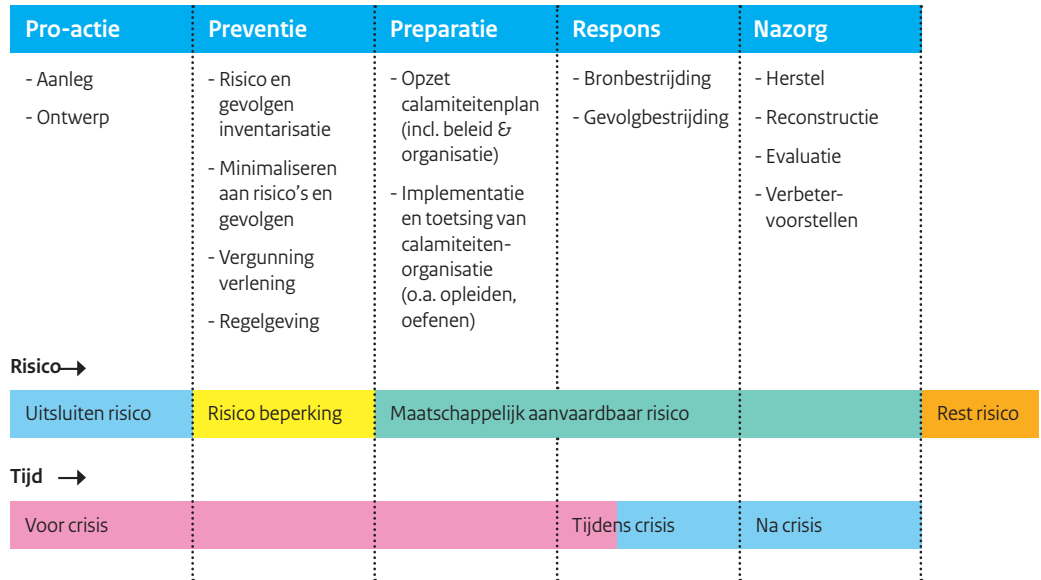 Pro-actie
Preventie
Preparatie
Respons
Nazorg
- Aanleg
- Ontwerp
- Risico en
gevolgen
inventarisatie
- Minimaliseren
aan risico's en
gevolgen
- Vergunning
verlening
- Regelgeving
- Opzet
calamiteitenplan
(incl. beleid &
organisatie)
- Implementatie
en toetsing van
calamiteiten-
organisatie
(o.a. opleiden,
oefenen)
- Bronbestrijding
- Gevolgbestrijding
- Herstel
- Reconstructie
- Evaluatie
- Verbeter-
voorstellen
Risico
Uitsluiten risico
Risico beperking
Maatschappelijk aanvaardbaar risico
Rest risico
Tijd
Voor crisis
Tijdens crisis
Na crisis